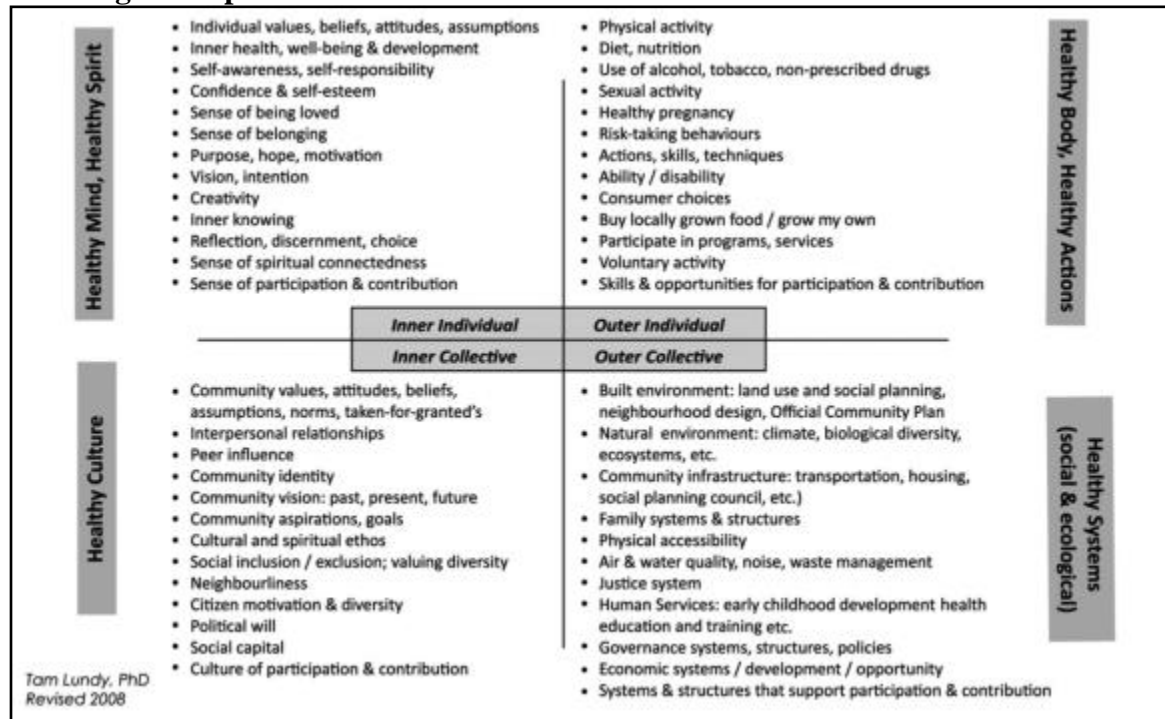 Healthy Mind, Healthy Spirit
• Individual values, beliefs, attitudes, assumptions
• Inner health, well-being & development
• Self-awareness, self-responsibility
• Confidence & self-esteem
• Sense of being loved
• Sense of belonging
• Purpose, hope, motivation
• Vision, intention
• Creativity
• Inner knowing
• Reflection, discernment, choice
• Sense of spiritual connectedness
• Sense of participation & contribution
• Physical activity
• Diet, nutrition
• Use of alcohol, tobacco, non-prescribed drugs
• Sexual activity
• Healthy pregnancy
• Risk-taking behaviours
• Actions, skills, techniques
• Ability / disability
• Consumer choices
• Buy locally grown food / grow my own
• Participate in programs, services
• Voluntary activity
• Skills & opportunities for participation & contribution
Healthy Body, Healthy Actions
Inner Individual
Outer Individual
Inner Collective
Outer Collective
Healthy Culture
• Community values, attitudes, beliefs,
assumptions, norms, taken-for-granted's
• Interpersonal relationships
• Peer influence
• Community identity
• Community vision: past, present, future
• Community aspirations, goals
• Cultural and spiritual ethos
• Social inclusion / exclusion; valuing diversity
• Neighbourliness
• Citizen motivation & diversity
• Political will
• Social capital
• Culture of participation & contribution
• Built environment: land use and social planning,
neighbourhood design, Official Community Plan
• Natural environment: climate, biological diversity,
ecosystems, etc.
• Community infrastructure: transportation, housing,
social planning council, etc.)
• Family systems & structures
• Physical accessibility
• Air & water quality, noise, waste management
• Justice system
• Human Services: early childhood development health
education and training etc.
• Governance systems, structures, policies
• Economic systems / development / opportunity
• Systems & structures that support participation & contribution
Healthy Systems
(social & ecological)
Tam Lundy, PhD
Revised 2008